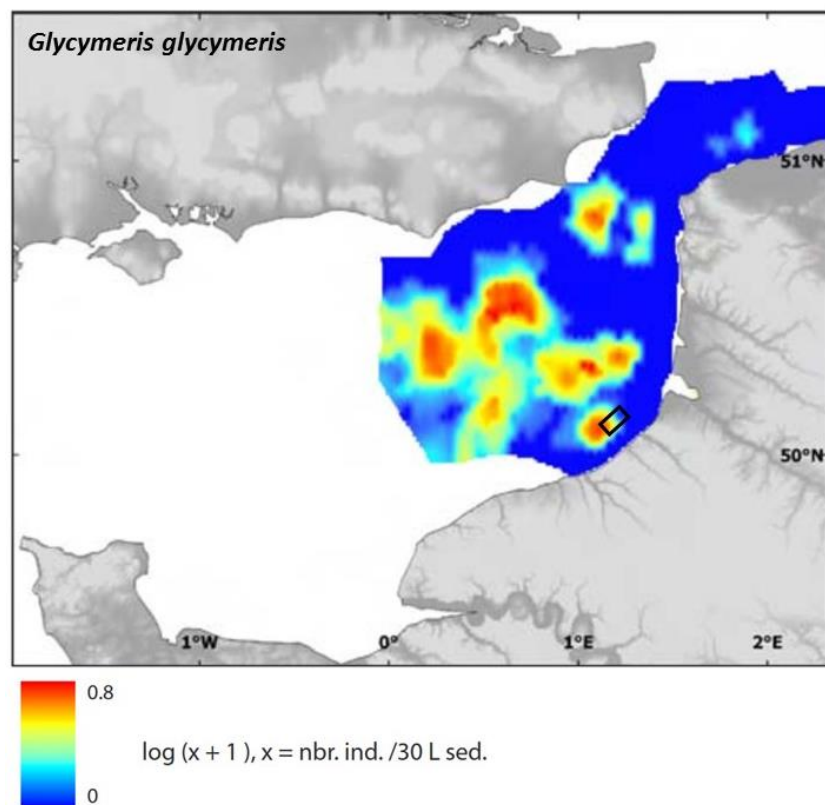 Glycymeris glycymeris
51°N
50°N
1°W 0° 1°E 2°E
0.8
log (x + 1 ), x = nbr. ind. /30 L sed.
0